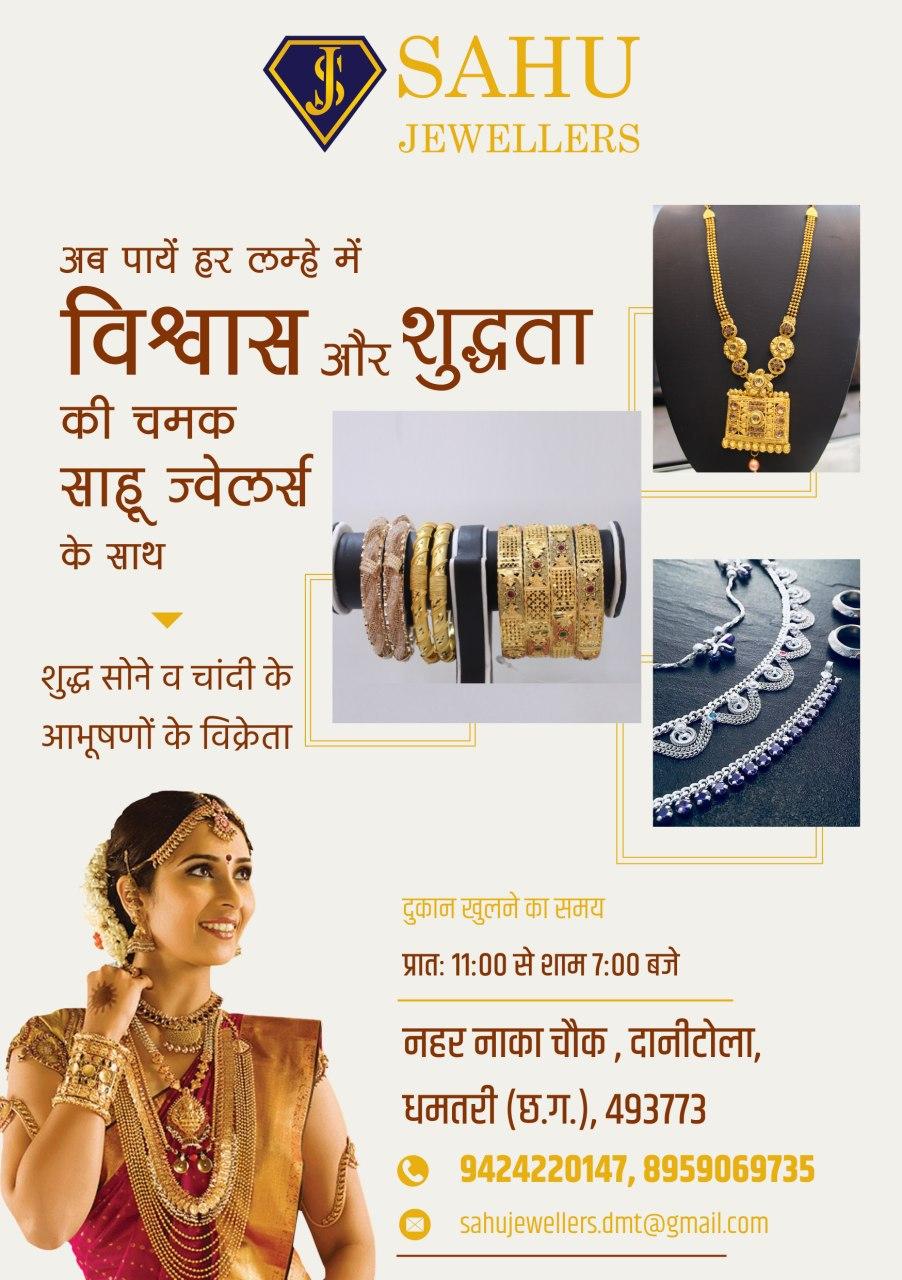 SAHU
JEWELLERS
अब पायें हर लम्हे में
विश्वास और शुद्धता
की चमक
साहू ज्वेलर्स
के साथ
शुद्ध सोने व चांदी के
आभूषणों के विक्रेता
दुकान खुलने का समय
प्रात: 11:00 से शाम 7:00 बजे
नहर नाका चौक , दानीटोला,
धमतरी (छ.ग.), 493773
9424220147, 8959069735
sahujewellers.dmt@gmail.com